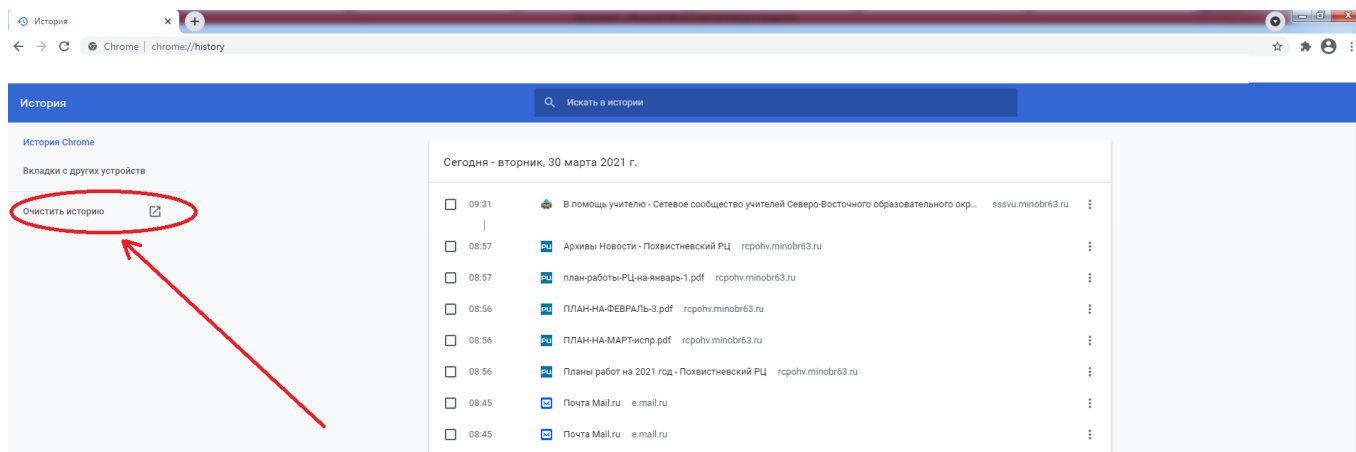 История
Chrome | chrome://history
История
Искать в истории
История Chrome
Вкладки с других устройств
Очистить историю
Сегодня - вторник, 30 марта 2021 г.
09:31 В помощь учителю - Сетевое сообщество учителей Северо-Восточного образовательного окр... sssvu.minobr63.ru
08:57 РЦ Архивы Новости - Похвистневский РЦ rcpohv.minobr63.ru
08:57 РЦ план-работы-РЦ-на-январь-1.pdf rcpohv.minobr63.ru
08:56 РЦ ПЛАН-НА-ФЕВРАЛЬ-3.pdf rcpohv.minobr63.ru
08:56 РЦ ПЛАН-НА-МАРТ-испр.pdf rcpohv.minobr63.ru
08:56 РЦ Планы работ на 2021 год - Похвистневский РЦ rcpohv.minobr63.ru
08:45 Почта Mail.ru e.mail.ru
08:45 Почта Mail.ru e.mail.ru